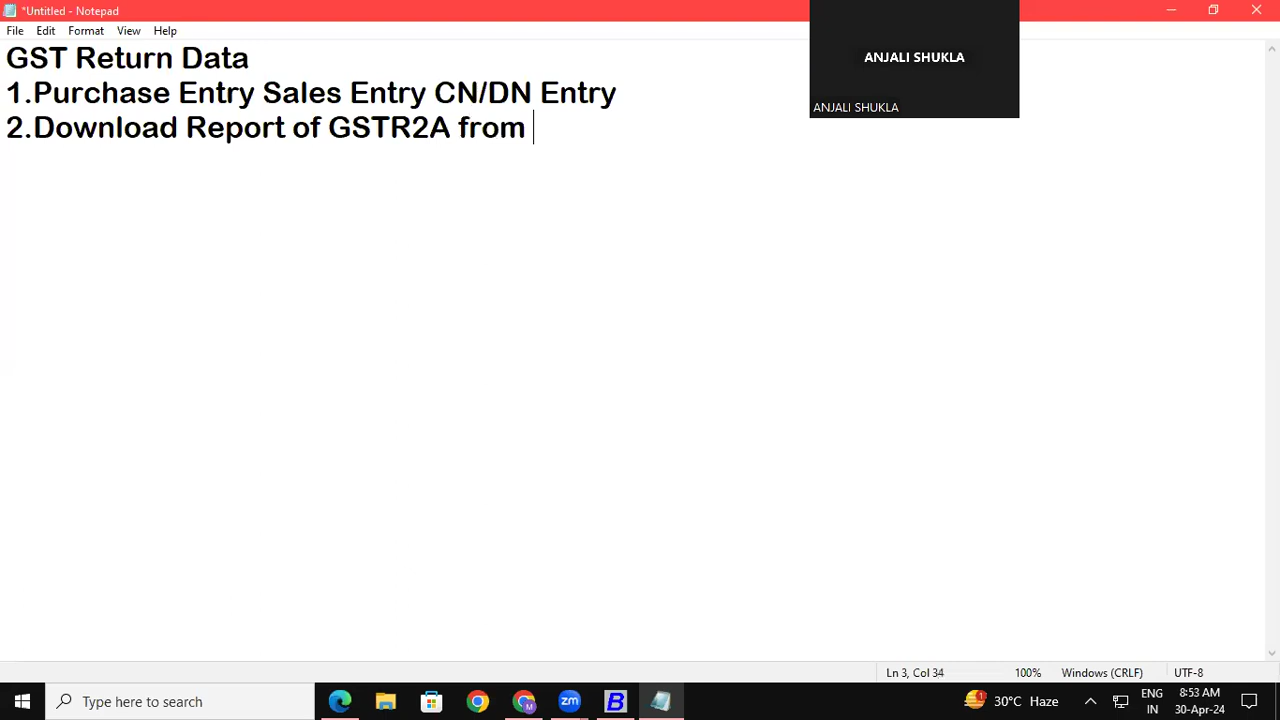 *Untitled - Notepad
File Edit Format View Help
GST Return Data
1.Purchase Entry Sales Entry CN/DN Entry
2.Download Report of GSTR2A from
ANJALI SHUKLA
ANJALI SHUKLA
Ln 3, Col 34 100% Windows (CRLF) UTF-8
Type here to search
zm
B
M
1
30°C Haze
ENG
IN
8:53 AM
30-Apr-24